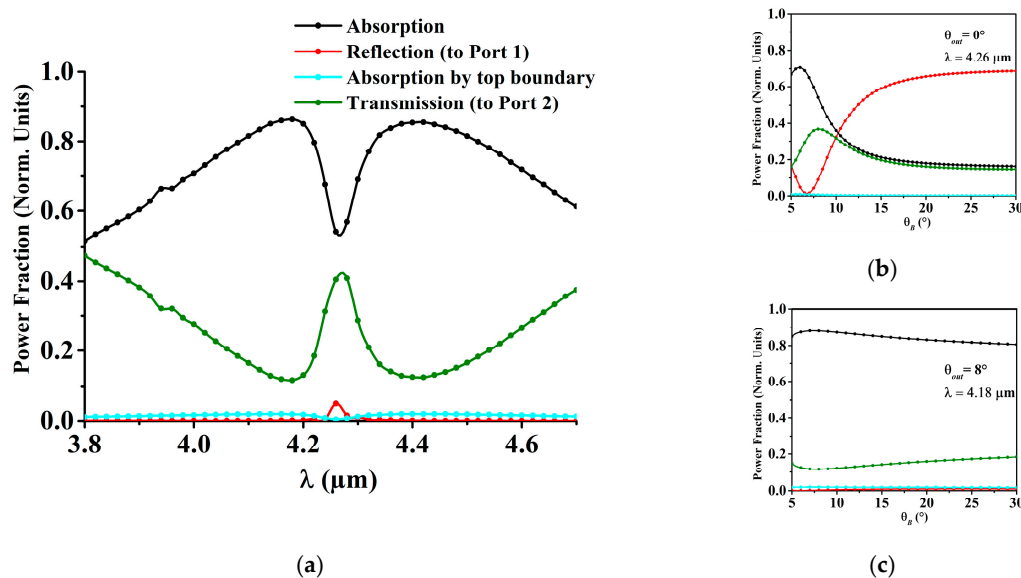 Absorption
Reflection (to Port 1)
Absorption by top boundary
Transmission (to Port 2)
Power Fraction (Norm. Units)
1.0
0.8
0.6
0.4
0.2
0.0
3.8
4.0
4.2
4.4
4.6
λ (μm)
(a)
θout= 0°
λ = 4.26 μm
Power Fraction (Norm. Units)
1.0
0.8
0.6
0.4
0.2
0.0
5
10
15
20
25
30
θB (°)
(b)
θout= 8°
λ = 4.18 μm
Power Fraction (Norm. Units)
1.0
0.8
0.6
0.4
0.2
0.0
5
10
15
20
25
30
θB (°)
(c)